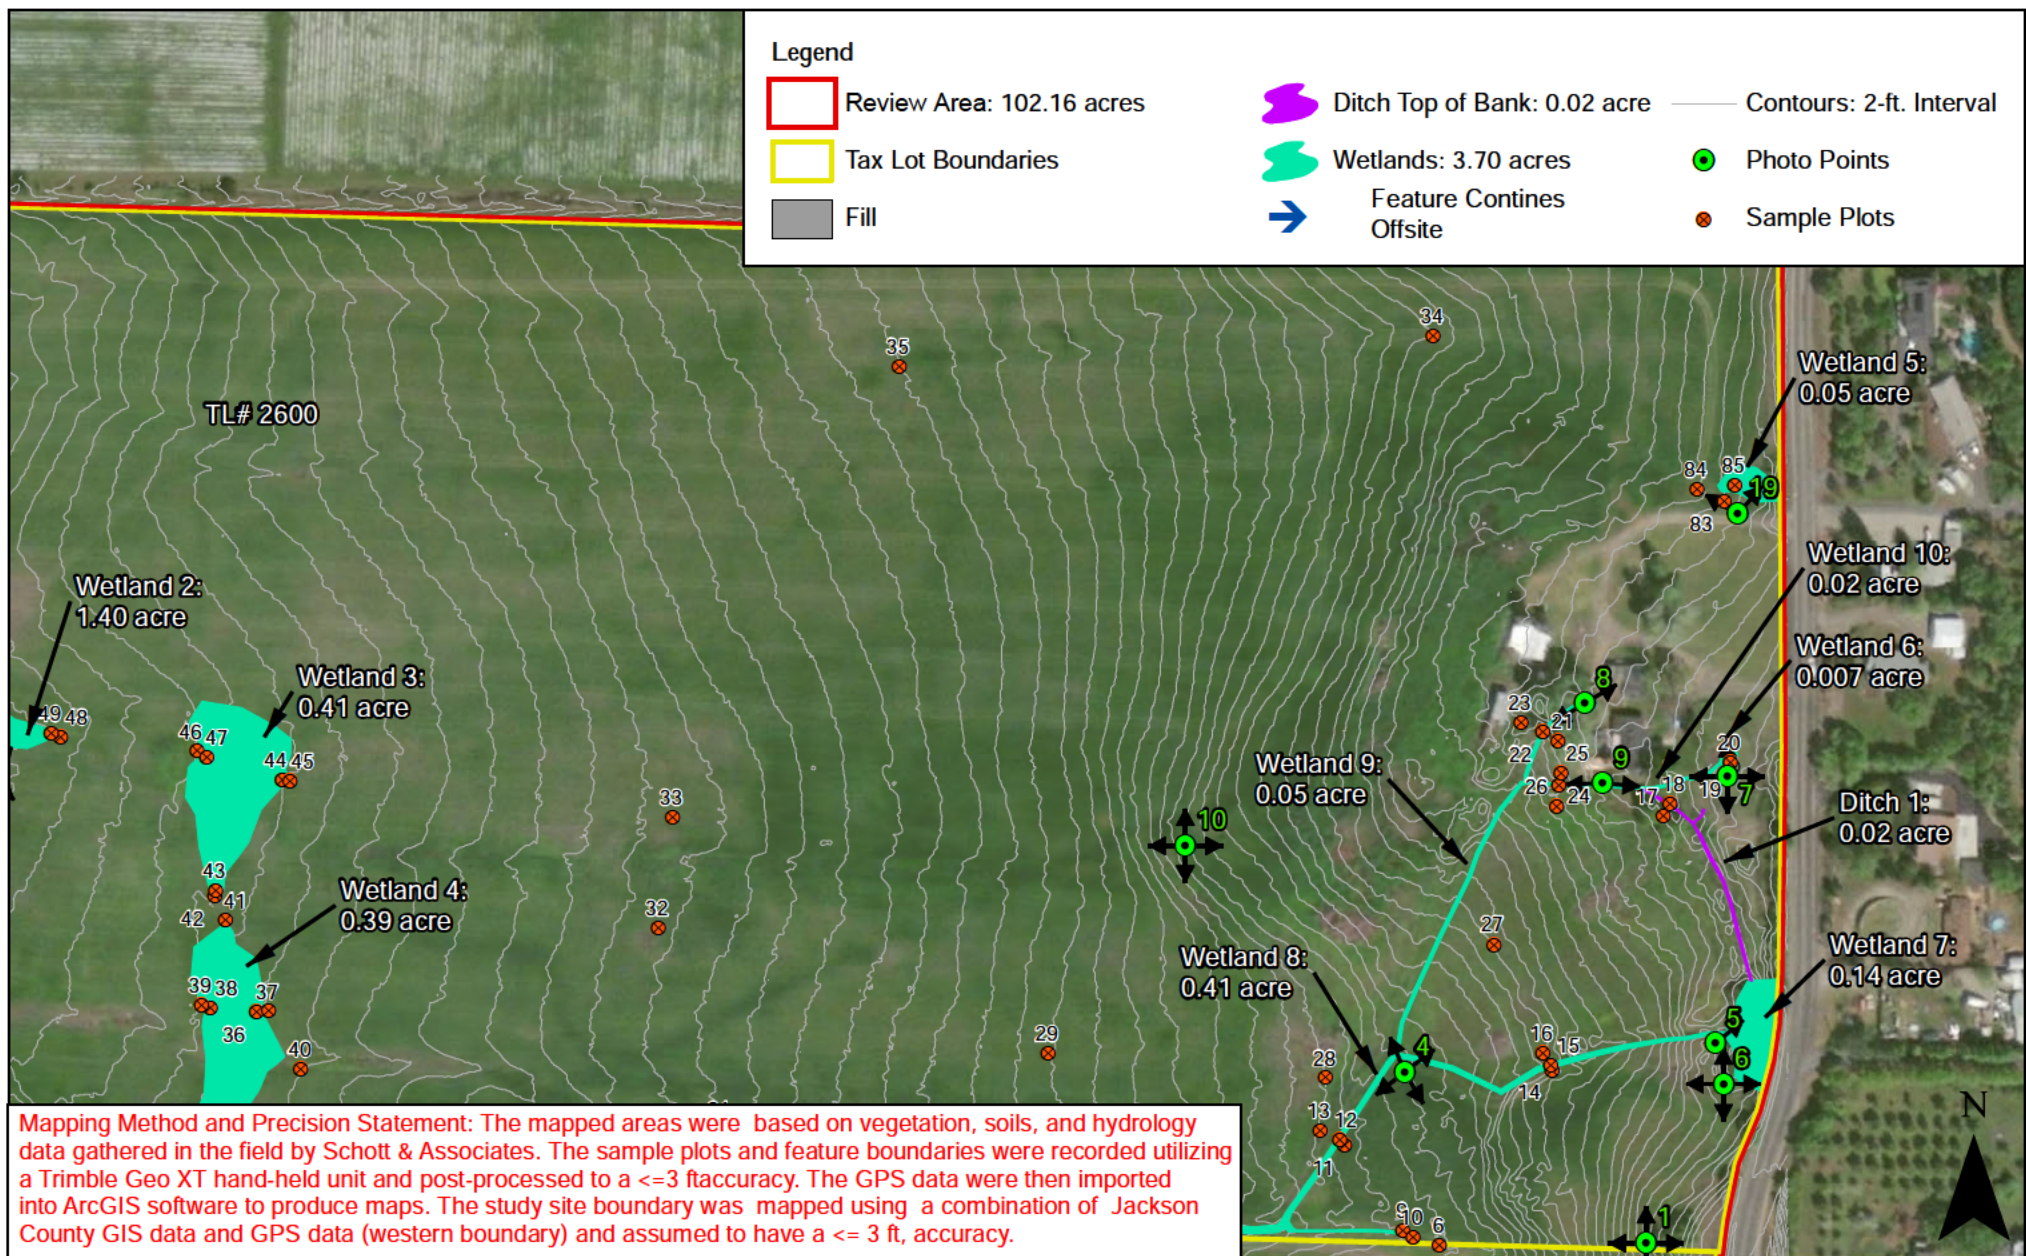 Legend
Review Area: 102.16 acres
Tax Lot Boundaries
Fill
Ditch Top of Bank: 0.02 acre
Wetlands: 3.70 acres
Feature Contines
Offsite
Contours: 2-ft. Interval
Photo Points
Sample Plots
34
35
TL# 2600
Wetland 5:
0.05 acre
84
85
19
83
Wetland 10:
0.02 acre
Wetland 2:
1.40 acre
Wetland 6:
0.007 acre
Wetland 3:
0.41 acre
8
49
48
23
21
46
47
22
25
20
44
45
Wetland 9:
0.05 acre
9
26
24
17
18
19
7
33
10
Ditch 1:
0.02 acre
43
41
42
Wetland 4:
0.39 acre
32
27
Wetland 8:
0.41 acre
Wetland 7:
0.14 acre
39
38
37
36
40
29
28
4
16
15
14
5
6
13
12
11
N
9
10
6
1
Mapping Method and Precision Statement: The mapped areas were based on vegetation, soils, and hydrology
data gathered in the field by Schott & Associates. The sample plots and feature boundaries were recorded utilizing
a Trimble Geo XT hand-held unit and post-processed to a <=3 ftaccuracy. The GPS data were then imported
into ArcGIS software to produce maps. The study site boundary was mapped using a combination of Jackson
County GIS data and GPS data (western boundary) and assumed to have a <= 3 ft, accuracy.